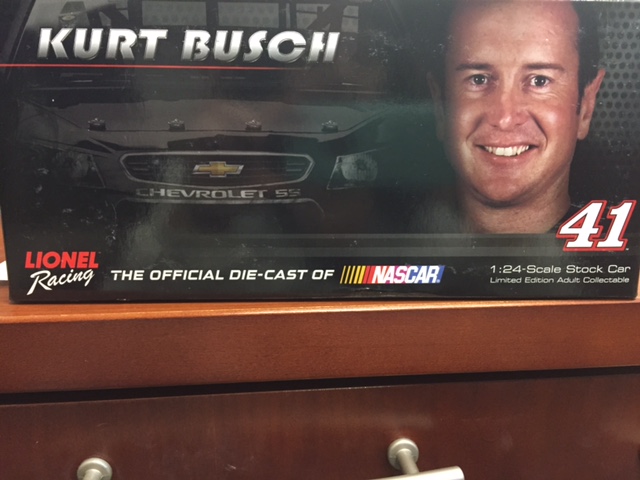 KURT BUSCH
CHEVROLET SS
41
LIONEL
Racing
THE OFFICIAL DIE-CAST OF NASCAR.
1:24-Scale Stock Car
Limited Edition Adult Collectable